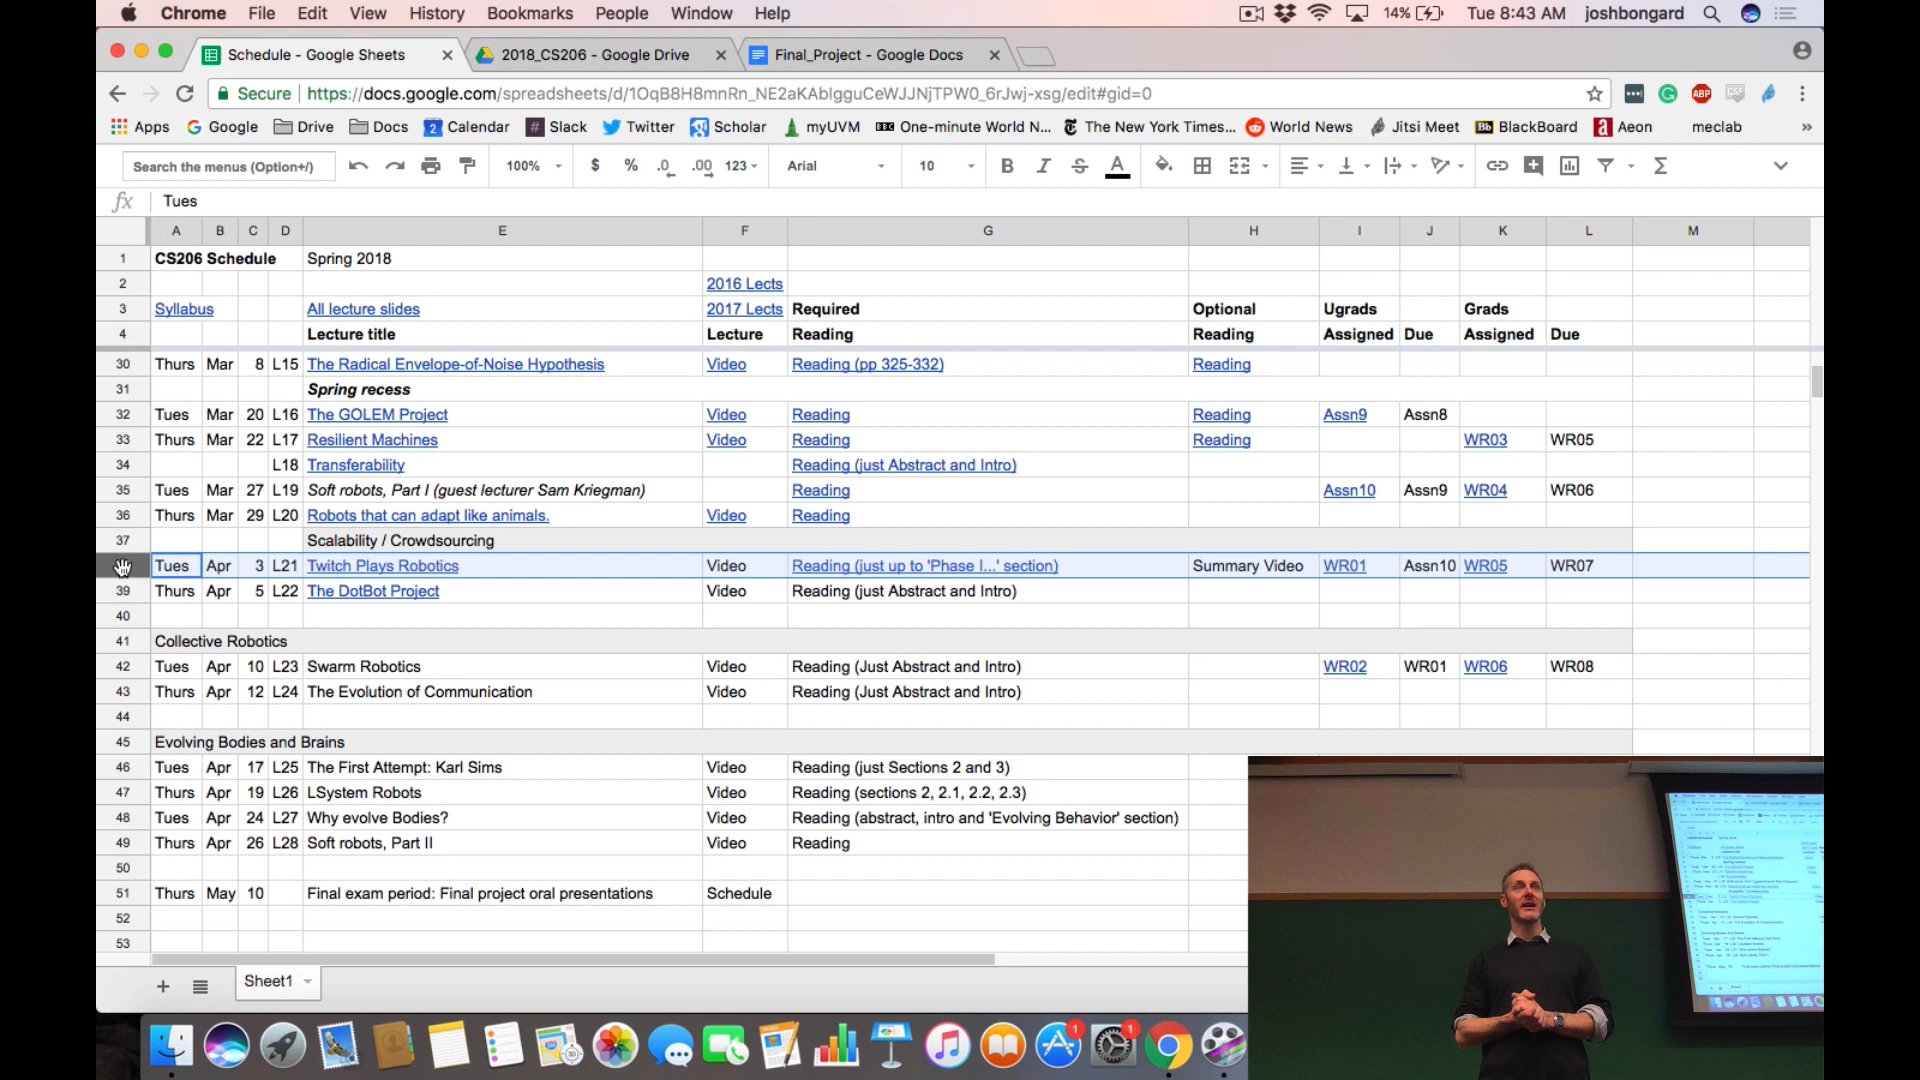 Chrome File Edit View History Bookmarks People Window Help 14% Tue 8:43 AM joshbongard
Schedule - Google Sheets 2018_CS206 - Google Drive Final_Project - Google Docs
Secure https://docs.google.com/spreadsheets/d/1OqB8H8mnRn_NE2aKAbIgguCeWJJNjTPW0_6rJwj-xsg/edit#gid=0 ABP
Apps Google Drive Docs Calendar Slack Twitter Scholar myUVM One-minute World N... The New York Times... World News Jitsi Meet BlackBoard Aeon meclab »
Search the menus (Option+/) 100% $ % .0 .00 123 Arial 10 B I S A Σ
fx Tues
A B C D E F G H I J K L M
1 CS206 Schedule Spring 2018
2 2016 Lects
3 Syllabus All lecture slides 2017 Lects Required Optional Ugrads Grads
4 Lecture title Lecture Reading Reading Assigned Due Assigned Due
30 Thurs Mar 8 L15 The Radical Envelope-of-Noise Hypothesis Video Reading (pp 325-332) Reading
31 Spring recess
32 Tues Mar 20 L16 The GOLEM Project Video Reading Reading Assn9 Assn8
33 Thurs Mar 22 L17 Resilient Machines Video Reading Reading WR03 WR05
34 L18 Transferability Reading (just Abstract and Intro)
35 Tues Mar 27 L19 Soft robots, Part I (guest lecturer Sam Kriegman) Reading Assn10 Assn9 WR04 WR06
36 Thurs Mar 29 L20 Robots that can adapt like animals. Video Reading
37 Scalability / Crowdsourcing
Tues Apr 3 L21 Twitch Plays Robotics Video Reading (just up to 'Phase I...' section) Summary Video WR01 Assn10 WR05 WR07
39 Thurs Apr 5 L22 The DotBot Project Video Reading (just Abstract and Intro)
40
41 Collective Robotics
42 Tues Apr 10 L23 Swarm Robotics Video Reading (Just Abstract and Intro) WR02 WR01 WR06 WR08
43 Thurs Apr 12 L24 The Evolution of Communication Video Reading (Just Abstract and Intro)
44
45 Evolving Bodies and Brains
46 Tues Apr 17 L25 The First Attempt: Karl Sims Video Reading (just Sections 2 and 3)
47 Thurs Apr 19 L26 LSystem Robots Video Reading (sections 2, 2.1, 2.2, 2.3)
48 Tues Apr 24 L27 Why evolve Bodies? Video Reading (abstract, intro and 'Evolving Behavior' section)
49 Thurs Apr 26 L28 Soft robots, Part II Video Reading
50
51 Thurs May 10 Final exam period: Final project oral presentations Schedule
52
53
+ Sheet1
1 1